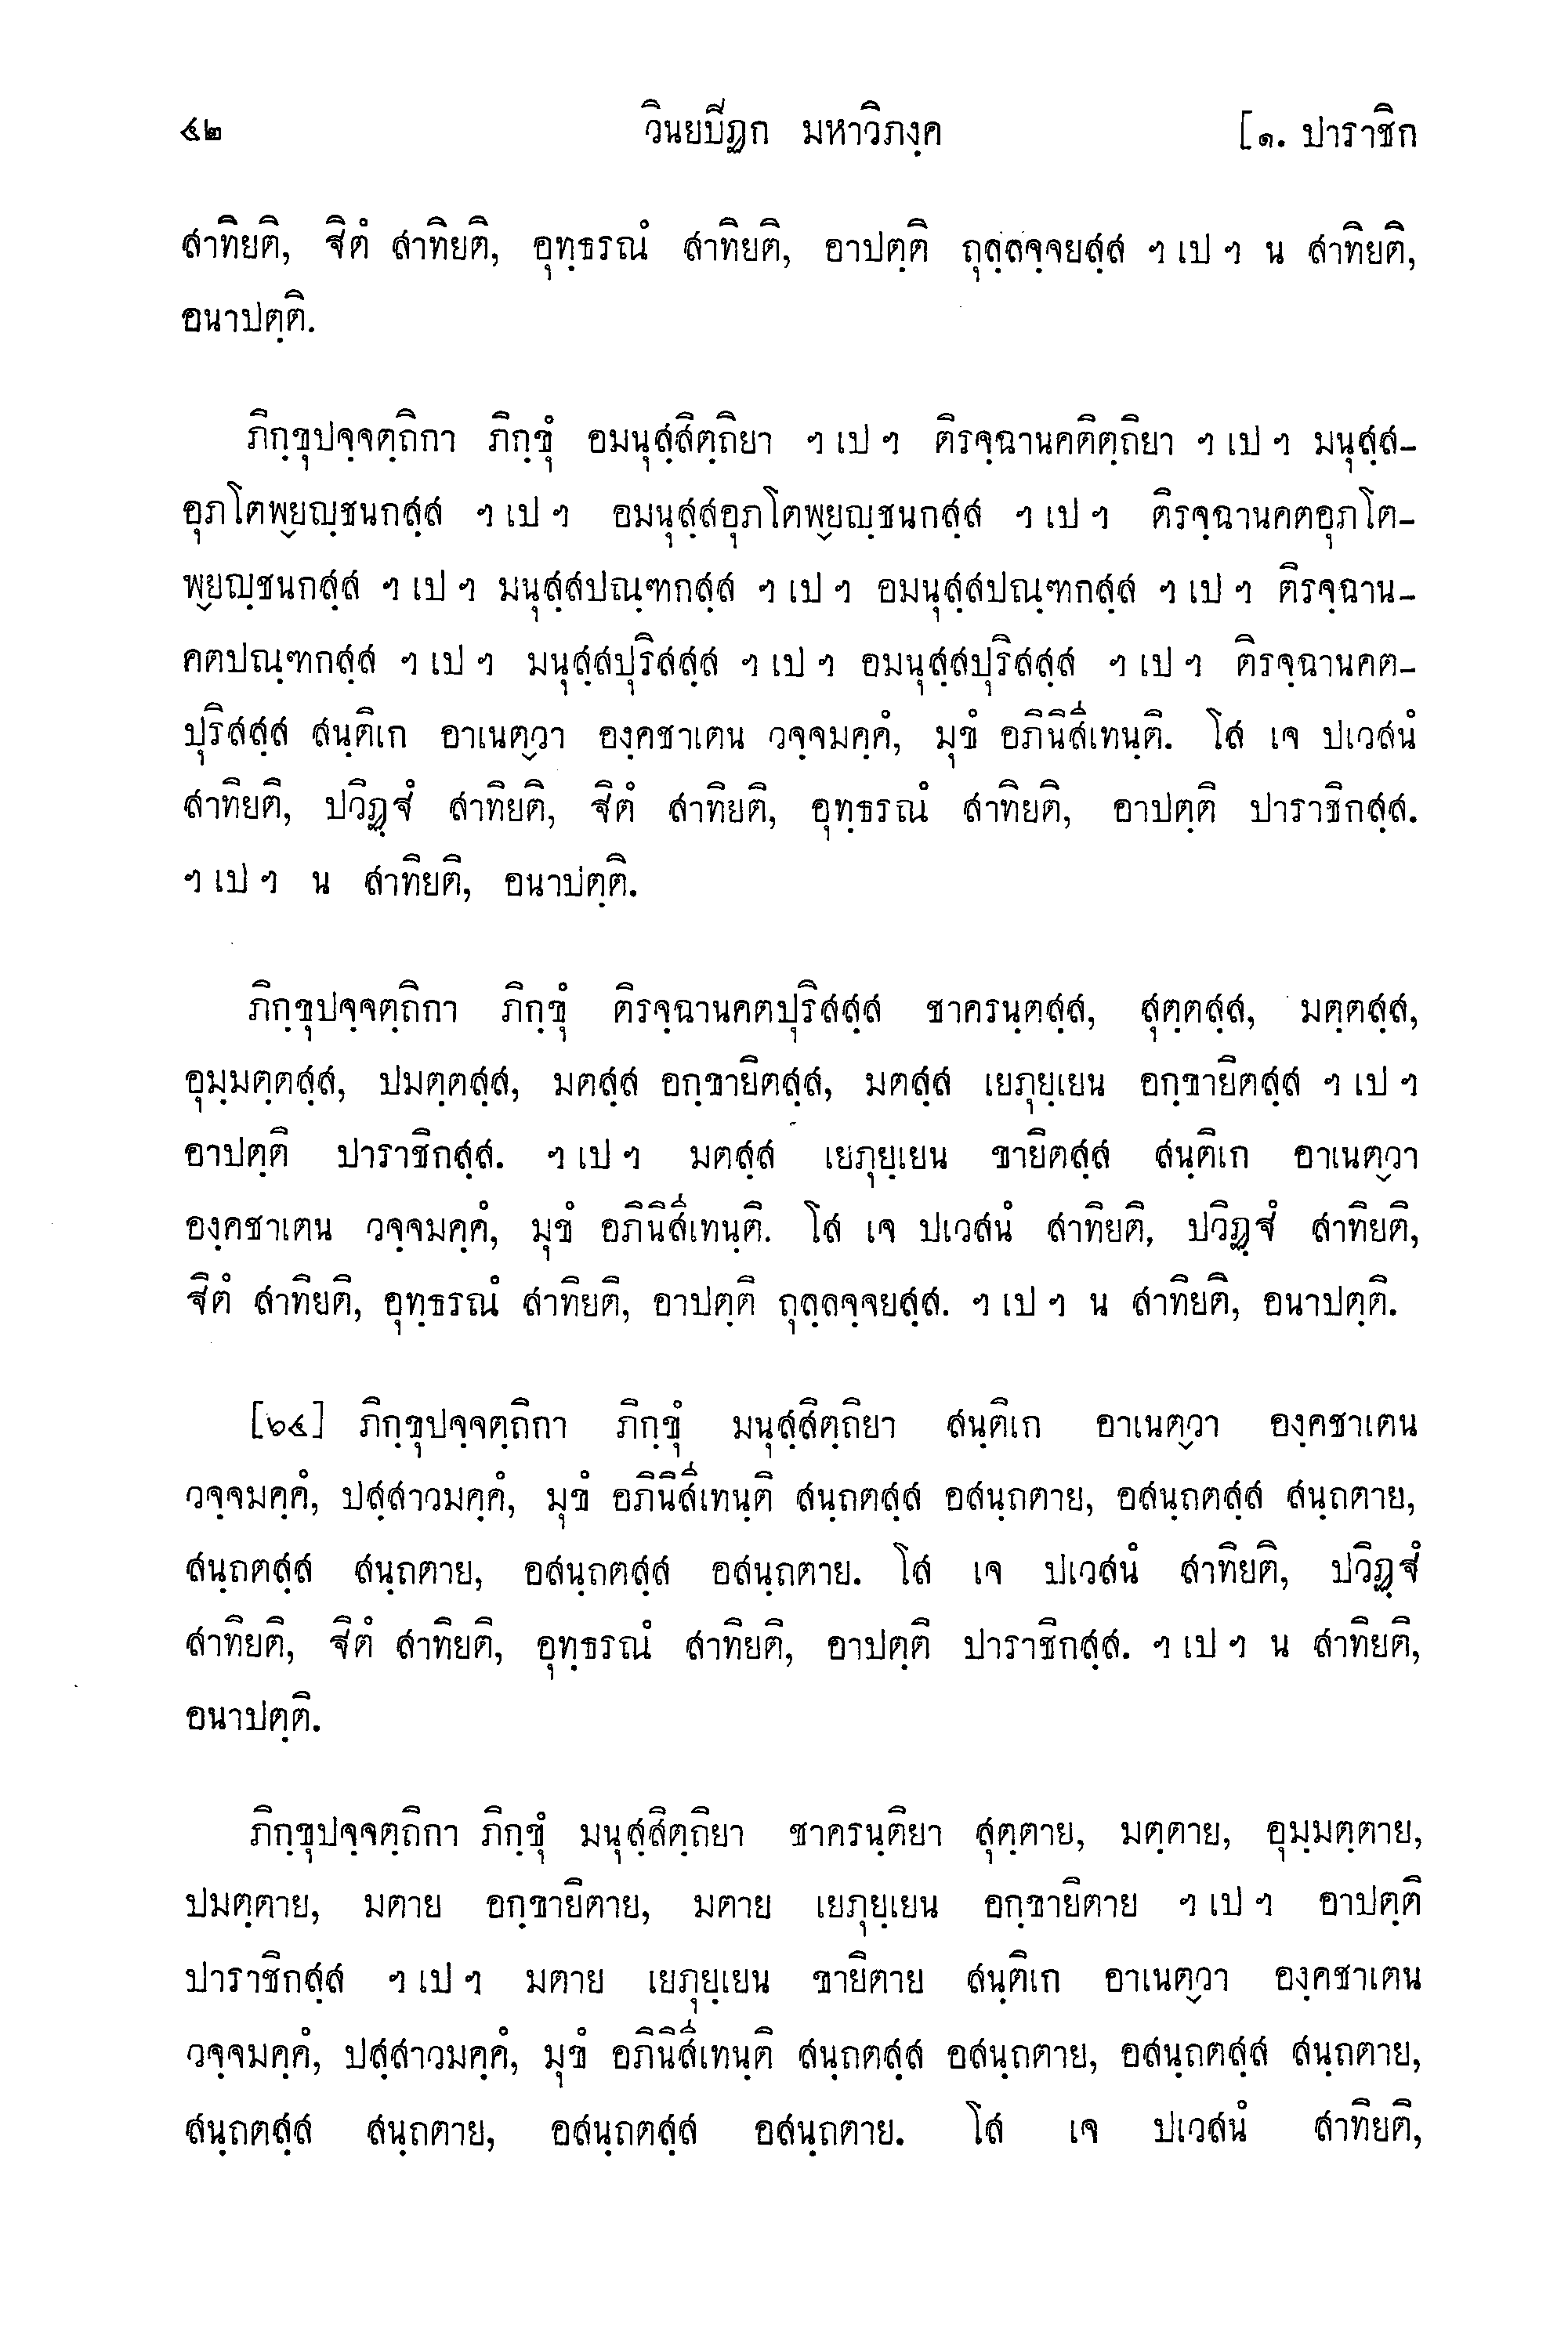 ๕๒ วินยปีฏก มหาวิภงฺค [๑. ปาราชิก
สาทิยติ, ฐิตํ สาทิยติ, อุทฺธรณํ สาทิยติ, อาปตฺติ ถุลฺลจฺจยสฺส ฯ เป ฯ น สาทิยติ,
อนาปตฺติ.
ภิกฺขุปจฺจตฺถิกา ภิกฺขุํ อมนุสฺสิตฺถิยา ฯ เป ฯ ติรจฺฉานคติตฺถิยา ฯ เป ฯ มนุสฺส-
อุภโตพฺยญฺชนกสฺส ฯ เป ฯ อมนุสฺสอุภโตพฺยญฺชนกสฺส ฯ เป ฯ ติรจฺฉานคตอุภโต-
พฺยญฺชนกสฺส ฯ เป ฯ มนุสฺสปณฺฑกสฺส ฯ เป ฯ อมนุสฺสปณฺฑกสฺส ฯ เป ฯ ติรจฺฉาน-
คตปณฺฑกสฺส ฯ เป ฯ มนุสฺสปุริสสฺส ฯ เป ฯ อมนุสฺสปุริสสฺส ฯ เป ฯ ติรจฺฉานคต-
ปุริสสฺส สนฺติเก อาเนตฺวา องฺคชาเตน วจฺจมคฺคํ, มุขํ อภินิสีเทนฺติ. โส เจ ปเวสนํ
สาทิยติ, ปวิฏฺฐํ สาทิยติ, ฐิตํ สาทิยติ, อุทฺธรณํ สาทิยติ, อาปตฺติ ปาราชิกสฺส.
ฯ เป ฯ น สาทิยติ, อนาปตฺติ.
ภิกฺขุปจฺจตฺถิกา ภิกฺขุํ ติรจฺฉานคตปุริสสฺส ชาครนฺตสฺส, สุตฺตสฺส, มตฺตสฺส,
อุมฺมตฺตสฺส, ปมตฺตสฺส, มตสฺส อกฺขายิตสฺส, มตสฺส เยภุยฺเยน อกฺขายิตสฺส ฯ เป ฯ
อาปตฺติ ปาราชิกสฺส. ฯ เป ฯ มตสฺส เยภุยฺเยน ขายิตสฺส สนฺติเก อาเนตฺวา
องฺคชาเตน วจฺจมคฺคํ, มุขํ อภินิสีเทนฺติ. โส เจ ปเวสนํ สาทิยติ, ปวิฏฺฐํ สาทิยติ,
ฐิตํ สาทิยติ, อุทฺธรณํ สาทิยติ, อาปตฺติ ถุลฺลจฺจยสฺส. ฯ เป ฯ น สาทิยติ, อนาปตฺติ.
[๖๕] ภิกฺขุปจฺจตฺถิกา ภิกฺขุํ มนุสฺสิตฺถิยา สนฺติเก อาเนตฺวา องฺคชาเตน
วจฺจมคฺคํ, ปสฺสาวมคฺคํ, มุขํ อภินิสีเทนฺติ สนฺถตสฺส อสนฺถตาย, อสนฺถตสฺส สนฺถตาย,
สนฺถตสฺส สนฺถตาย, อสนฺถตสฺส อสนฺถตาย. โส เจ ปเวสนํ สาทิยติ, ปวิฏฺฐํ
สาทิยติ, ฐิตํ สาทิยติ, อุทฺธรณํ สาทิยติ, อาปตฺติ ปาราชิกสฺส. ฯ เป ฯ น สาทิยติ,
อนาปตฺติ.
ภิกฺขุปจฺจตฺถิกา ภิกฺขุํ มนุสฺสิตฺถิยา ชาครนฺติยา สุตฺตาย, มตฺตาย, อุมฺมตฺตาย,
ปมตฺตาย, มตาย อกฺขายิตาย, มตาย เยภุยฺเยน อกฺขายิตาย ฯ เป ฯ อาปตฺติ
ปาราชิกสฺส ฯ เป ฯ มตาย เยภุยฺเยน ขายิตาย สนฺติเก อาเนตฺวา องฺคชาเตน
วจฺจมคฺคํ, ปสฺสาวมคฺคํ, มุขํ อภินิสีเทนฺติ สนฺถตสฺส อสนฺถตาย, อสนฺถตสฺส สนฺถตาย,
สนฺถตสฺส สนฺถตาย, อสนฺถตสฺส อสนฺถตาย. โส เจ ปเวสนํ สาทิยติ,